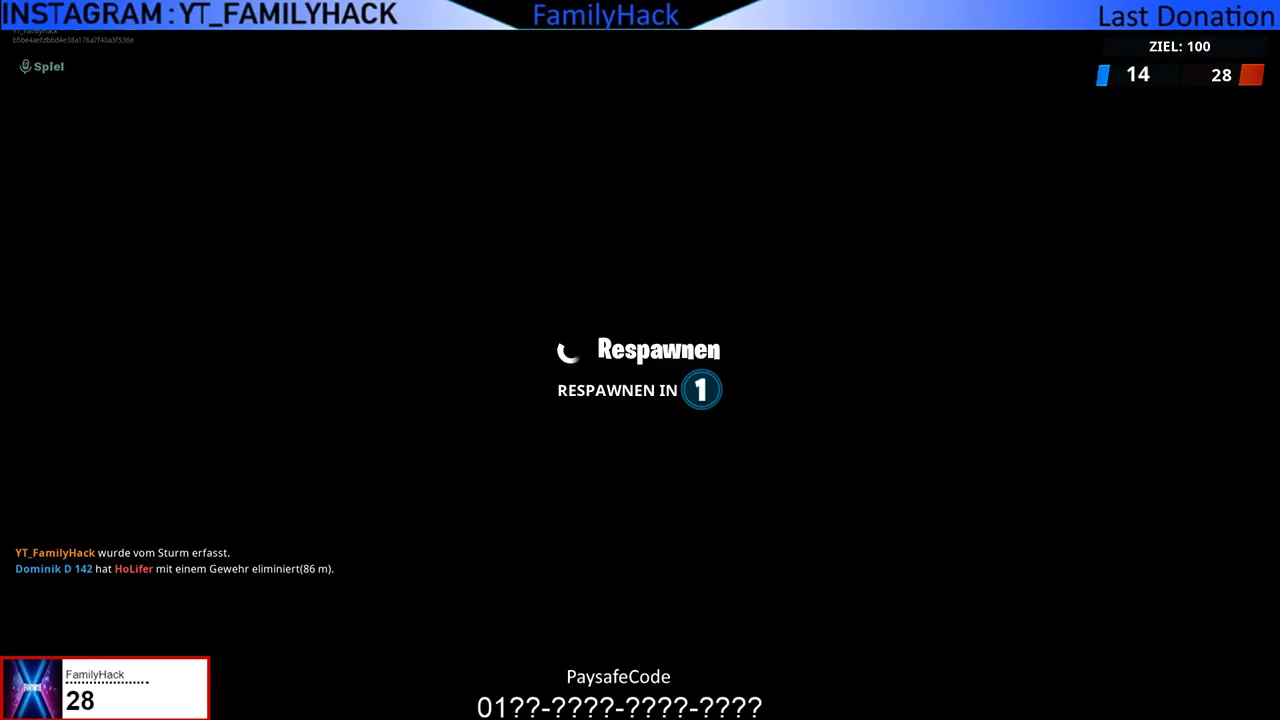 INSTAGRAM : YT_FAMILYHACK
FamilyHack
Last Donation
YT_FamilyHack
Spiel
ZIEL: 100
14
28
Respawnen
RESPAWNEN IN 1
YT_FamilyHack wurde vom Sturm erfasst.
Dominik D 142 hat HoLifer mit einem Gewehr eliminiert(86 m).
FamilyHack
28
PaysafeCode
01??-????-????-????